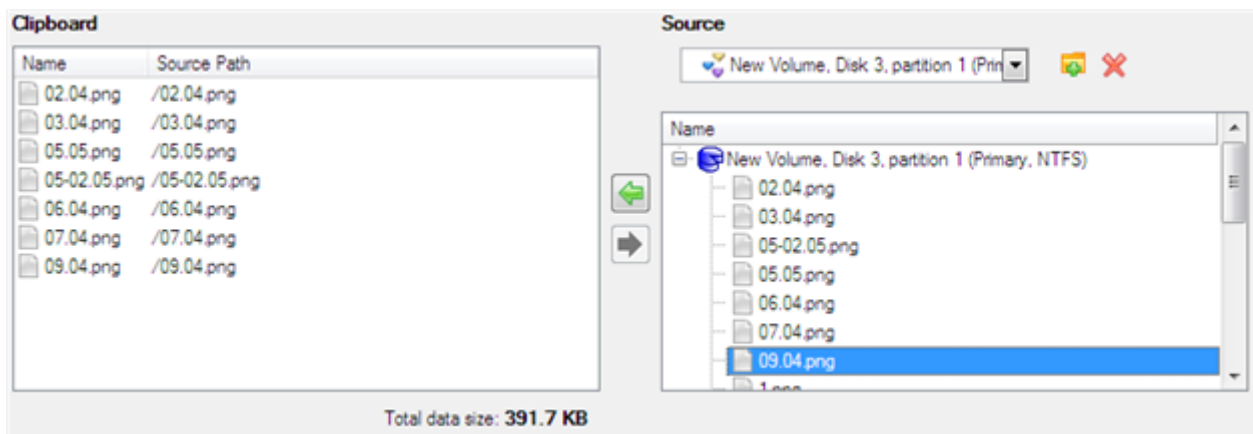 Clipboard
Name Source Path
02.04.png /02.04.png
03.04.png /03.04.png
05.05.png /05.05.png
05-02.05.png /05-02.05.png
06.04.png /06.04.png
07.04.png /07.04.png
09.04.png /09.04.png
Total data size: 391.7 KB
Source
New Volume, Disk 3, partition 1 (Prin
Name
New Volume, Disk 3, partition 1 (Primary, NTFS)
02.04.png
03.04.png
05-02.05.png
05.05.png
06.04.png
07.04.png
09.04.png
1.png